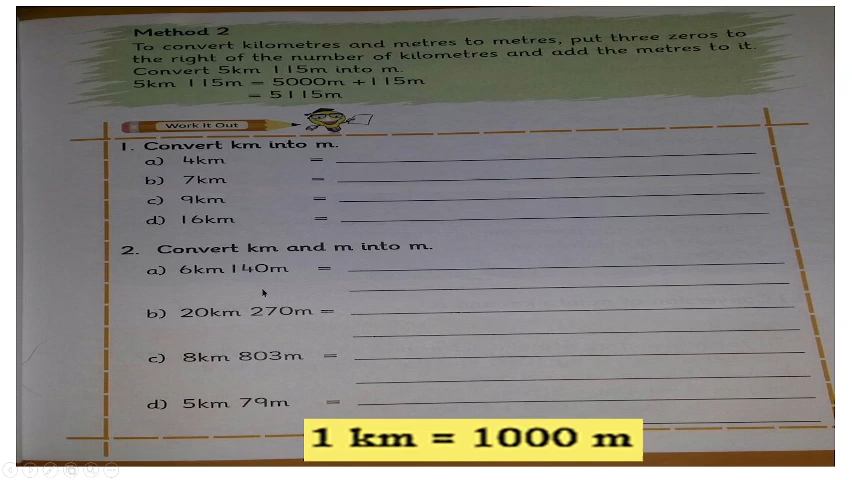 Method 2
To convert kilometres and metres to metres, put three zeros to
the right of the number of kilometres and add the metres to it.
Convert 5km 115m into m.
5km 115m = 5000m + 115m
= 5115m
Work It Out
1. Convert km into m.
a) 4km =
b) 7km =
c) 9km =
d) 16km =
2. Convert km and m into m.
a) 6km 140m =
b) 20km 270m =
c) 8km 803m =
d) 5km 79m =
1 km = 1000 m